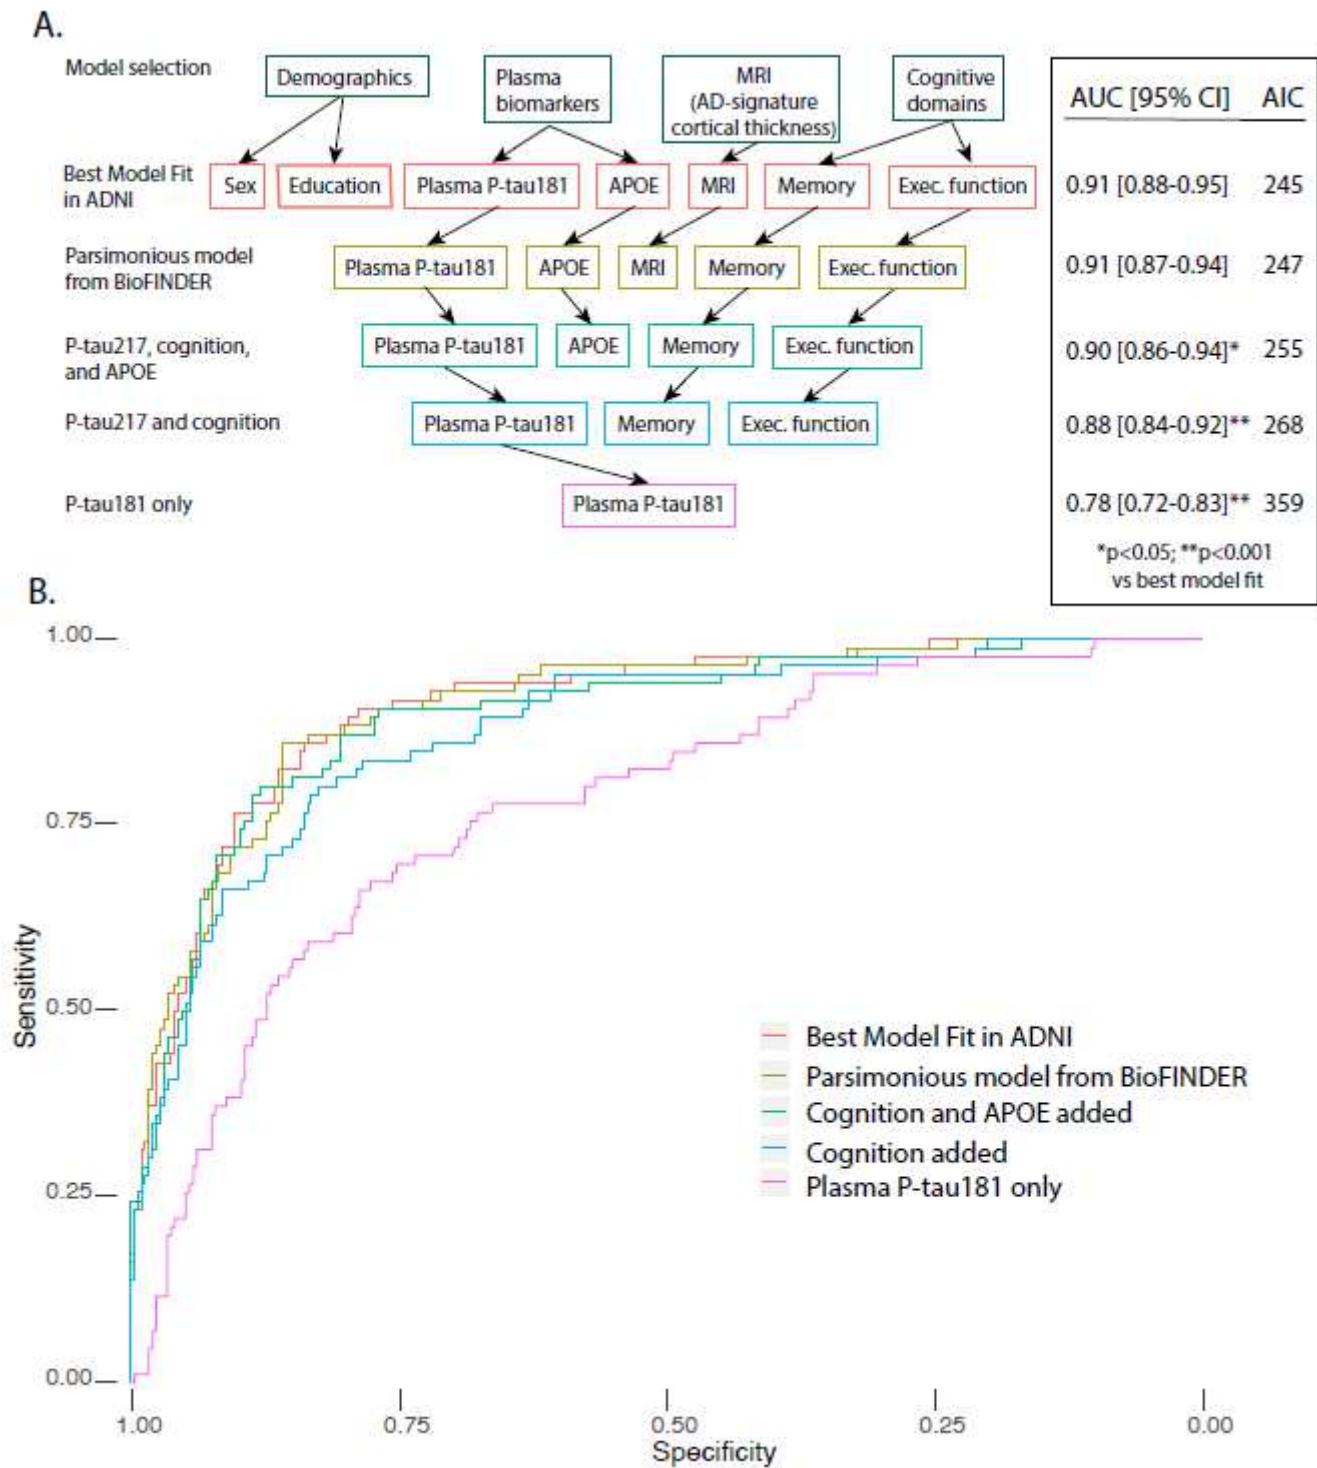 A.
Model selection
Demographics
Plasma
biomarkers
MRI
(AD-signature
cortical thickness)
Cognitive
domains
AUC [95% CI] AIC
Best Model Fit
in ADNI
Sex
Education
Plasma P-tau181
APOE
MRI
Memory
Exec. function
0.91 [0.88-0.95] 245
Parsimonious model
from BioFINDER
Plasma P-tau181
APOE
MRI
Memory
Exec. function
0.91 [0.87-0.94] 247
P-tau217, cognition,
and APOE
Plasma P-tau181
APOE
Memory
Exec. function
0.90 [0.86-0.94]* 255
P-tau217 and cognition
Plasma P-tau181
Memory
Exec. function
0.88 [0.84-0.92]** 268
P-tau181 only
Plasma P-tau181
0.78 [0.72-0.83]** 359
*p<0.05; **p<0.001
vs best model fit
B.
1.00
0.75
0.50
0.25
0.00
Sensitivity
Best Model Fit in ADNI
Parsimonious model from BioFINDER
Cognition and APOE added
Cognition added
Plasma P-tau181 only
1.00 0.75 0.50 0.25 0.00
Specificity